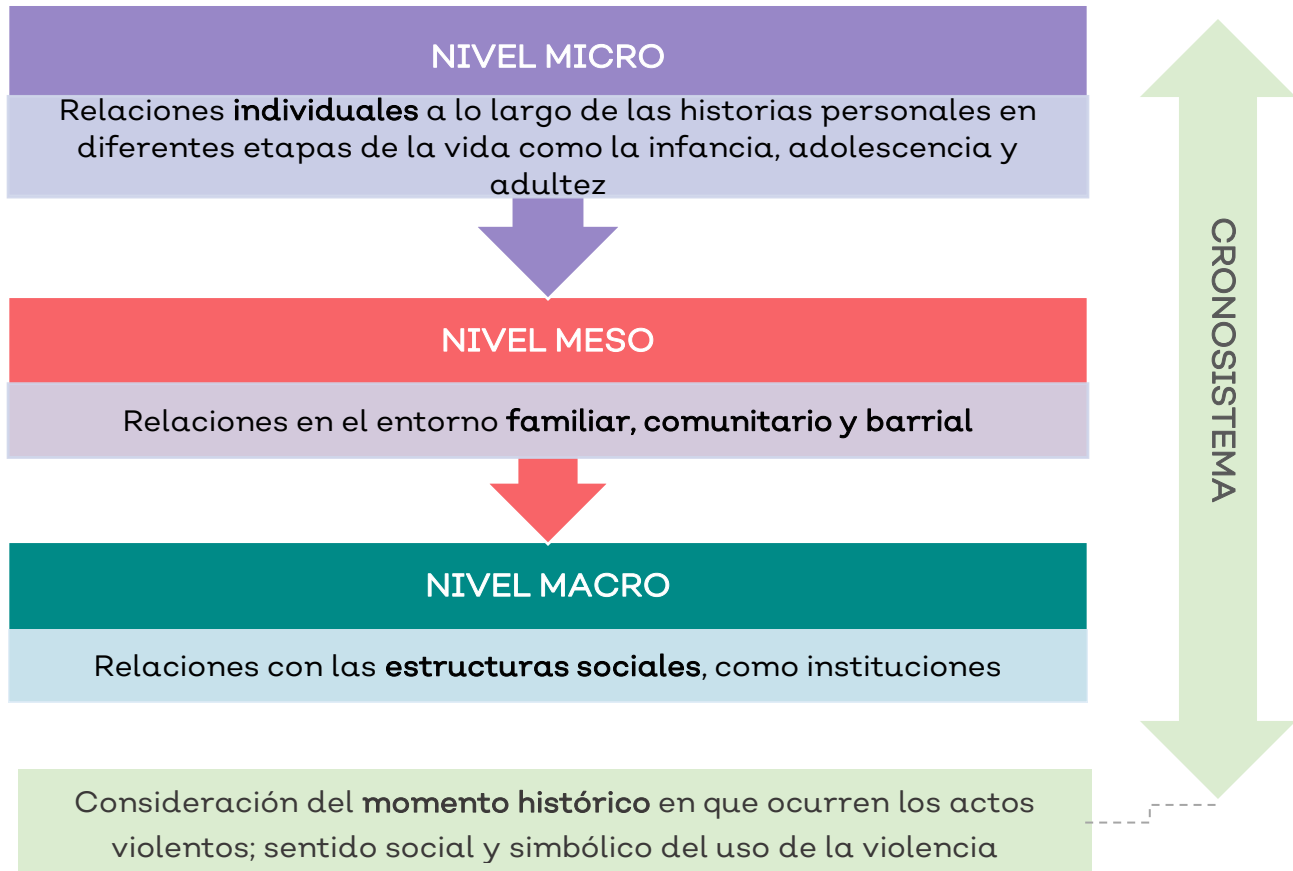 NIVEL MICRO
Relaciones individuales a lo largo de las historias personales en
diferentes etapas de la vida como la infancia, adolescencia y
adultez
NIVEL MESO
Relaciones en el entorno familiar, comunitario y barrial
NIVEL MACRO
Relaciones con las estructuras sociales, como instituciones
Consideración del momento histórico en que ocurren los actos
violentos; sentido social y simbólico del uso de la violencia
CRONOSISTEMA